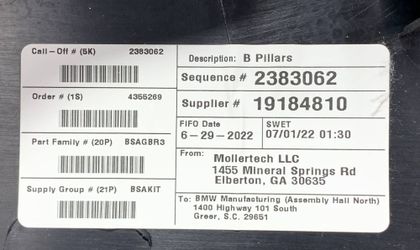 Call-Off # (5K) 2383062
Order # (1S) 4355269
Part Family # (20P) BSAGBR3
Supply Group # (21P) BSAKIT
Description: B Pillars
Sequence # 2383062
Supplier # 19184810
FIFO Date SWET
6-29-2022 07/01/22 01:30
From: Mollertech LLC
1455 Mineral Springs Rd
Elberton, GA 30635
To: BMW Manufacturing (Assembly Hall North)
1400 Highway 101 South
Greer, S.C. 29651